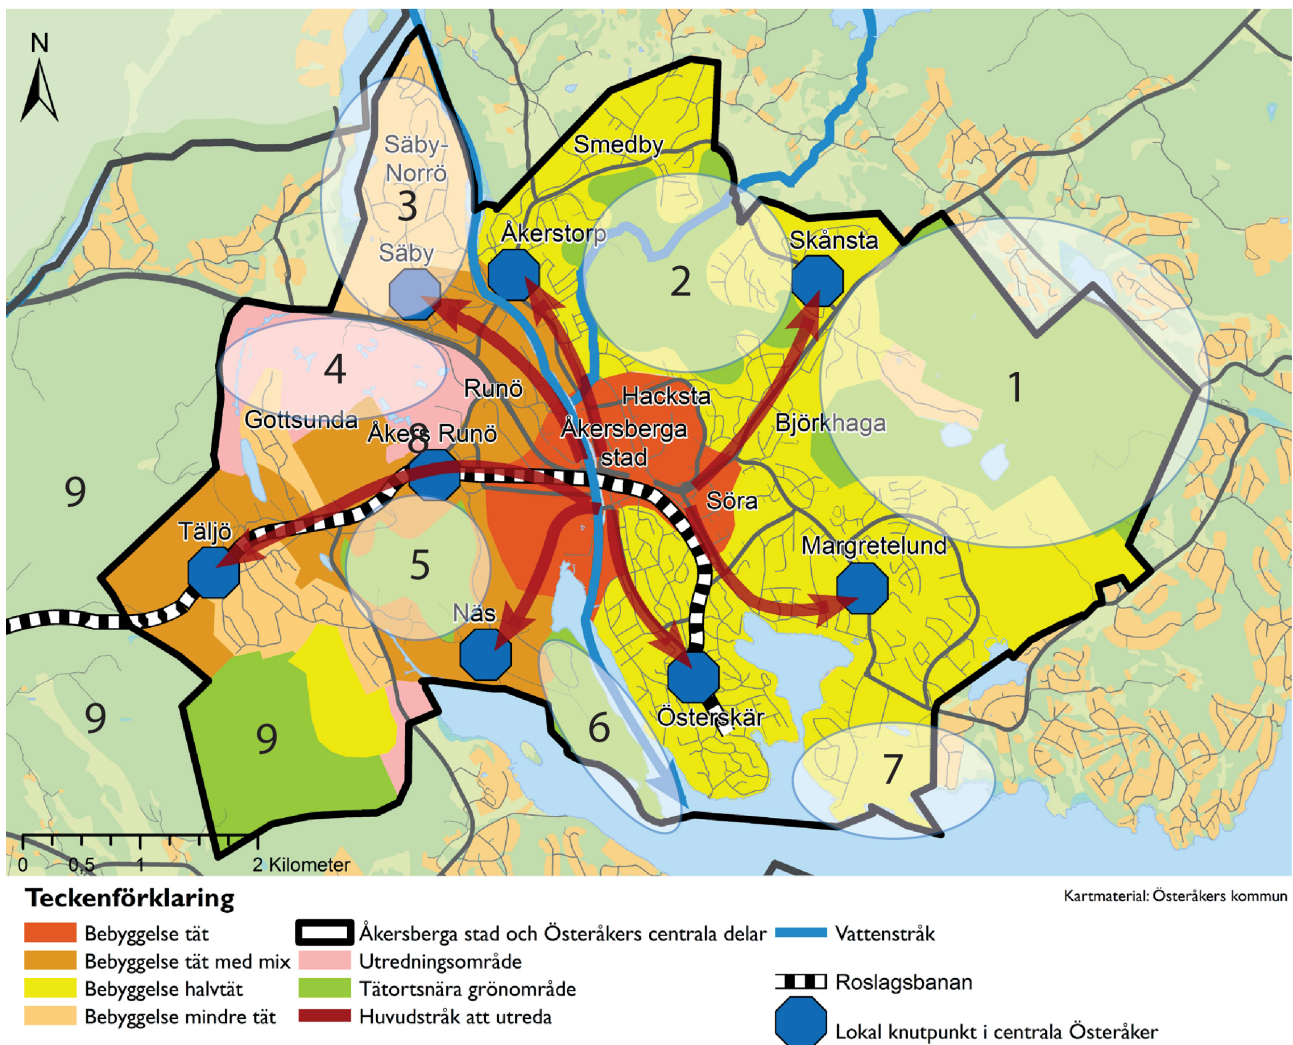 N
Smedby
Säby-
Norrö
3
Åkerstorp
Skånsta
Säby
2
4
1
Runö
Hacksta
Gottsunda
Åkers Runö
8
Åkersberga
stad
Björkhaga
9
Söra
Täljö
Margretelund
5
Näs
9
9
6
Österskär
7
0 0,5 1 2 Kilometer
Teckenförklaring
Kartmaterial: Österåkers kommun
Bebyggelse tät
Åkersberga stad och Österåkers centrala delar
Vattenstråk
Bebyggelse tät med mix
Utredningsområde
Bebyggelse halvtät
Tätortsnära grönområde
Roslagsbanan
Bebyggelse mindre tät
Huvudstråk att utreda
Lokal knutpunkt i centrala Österåker